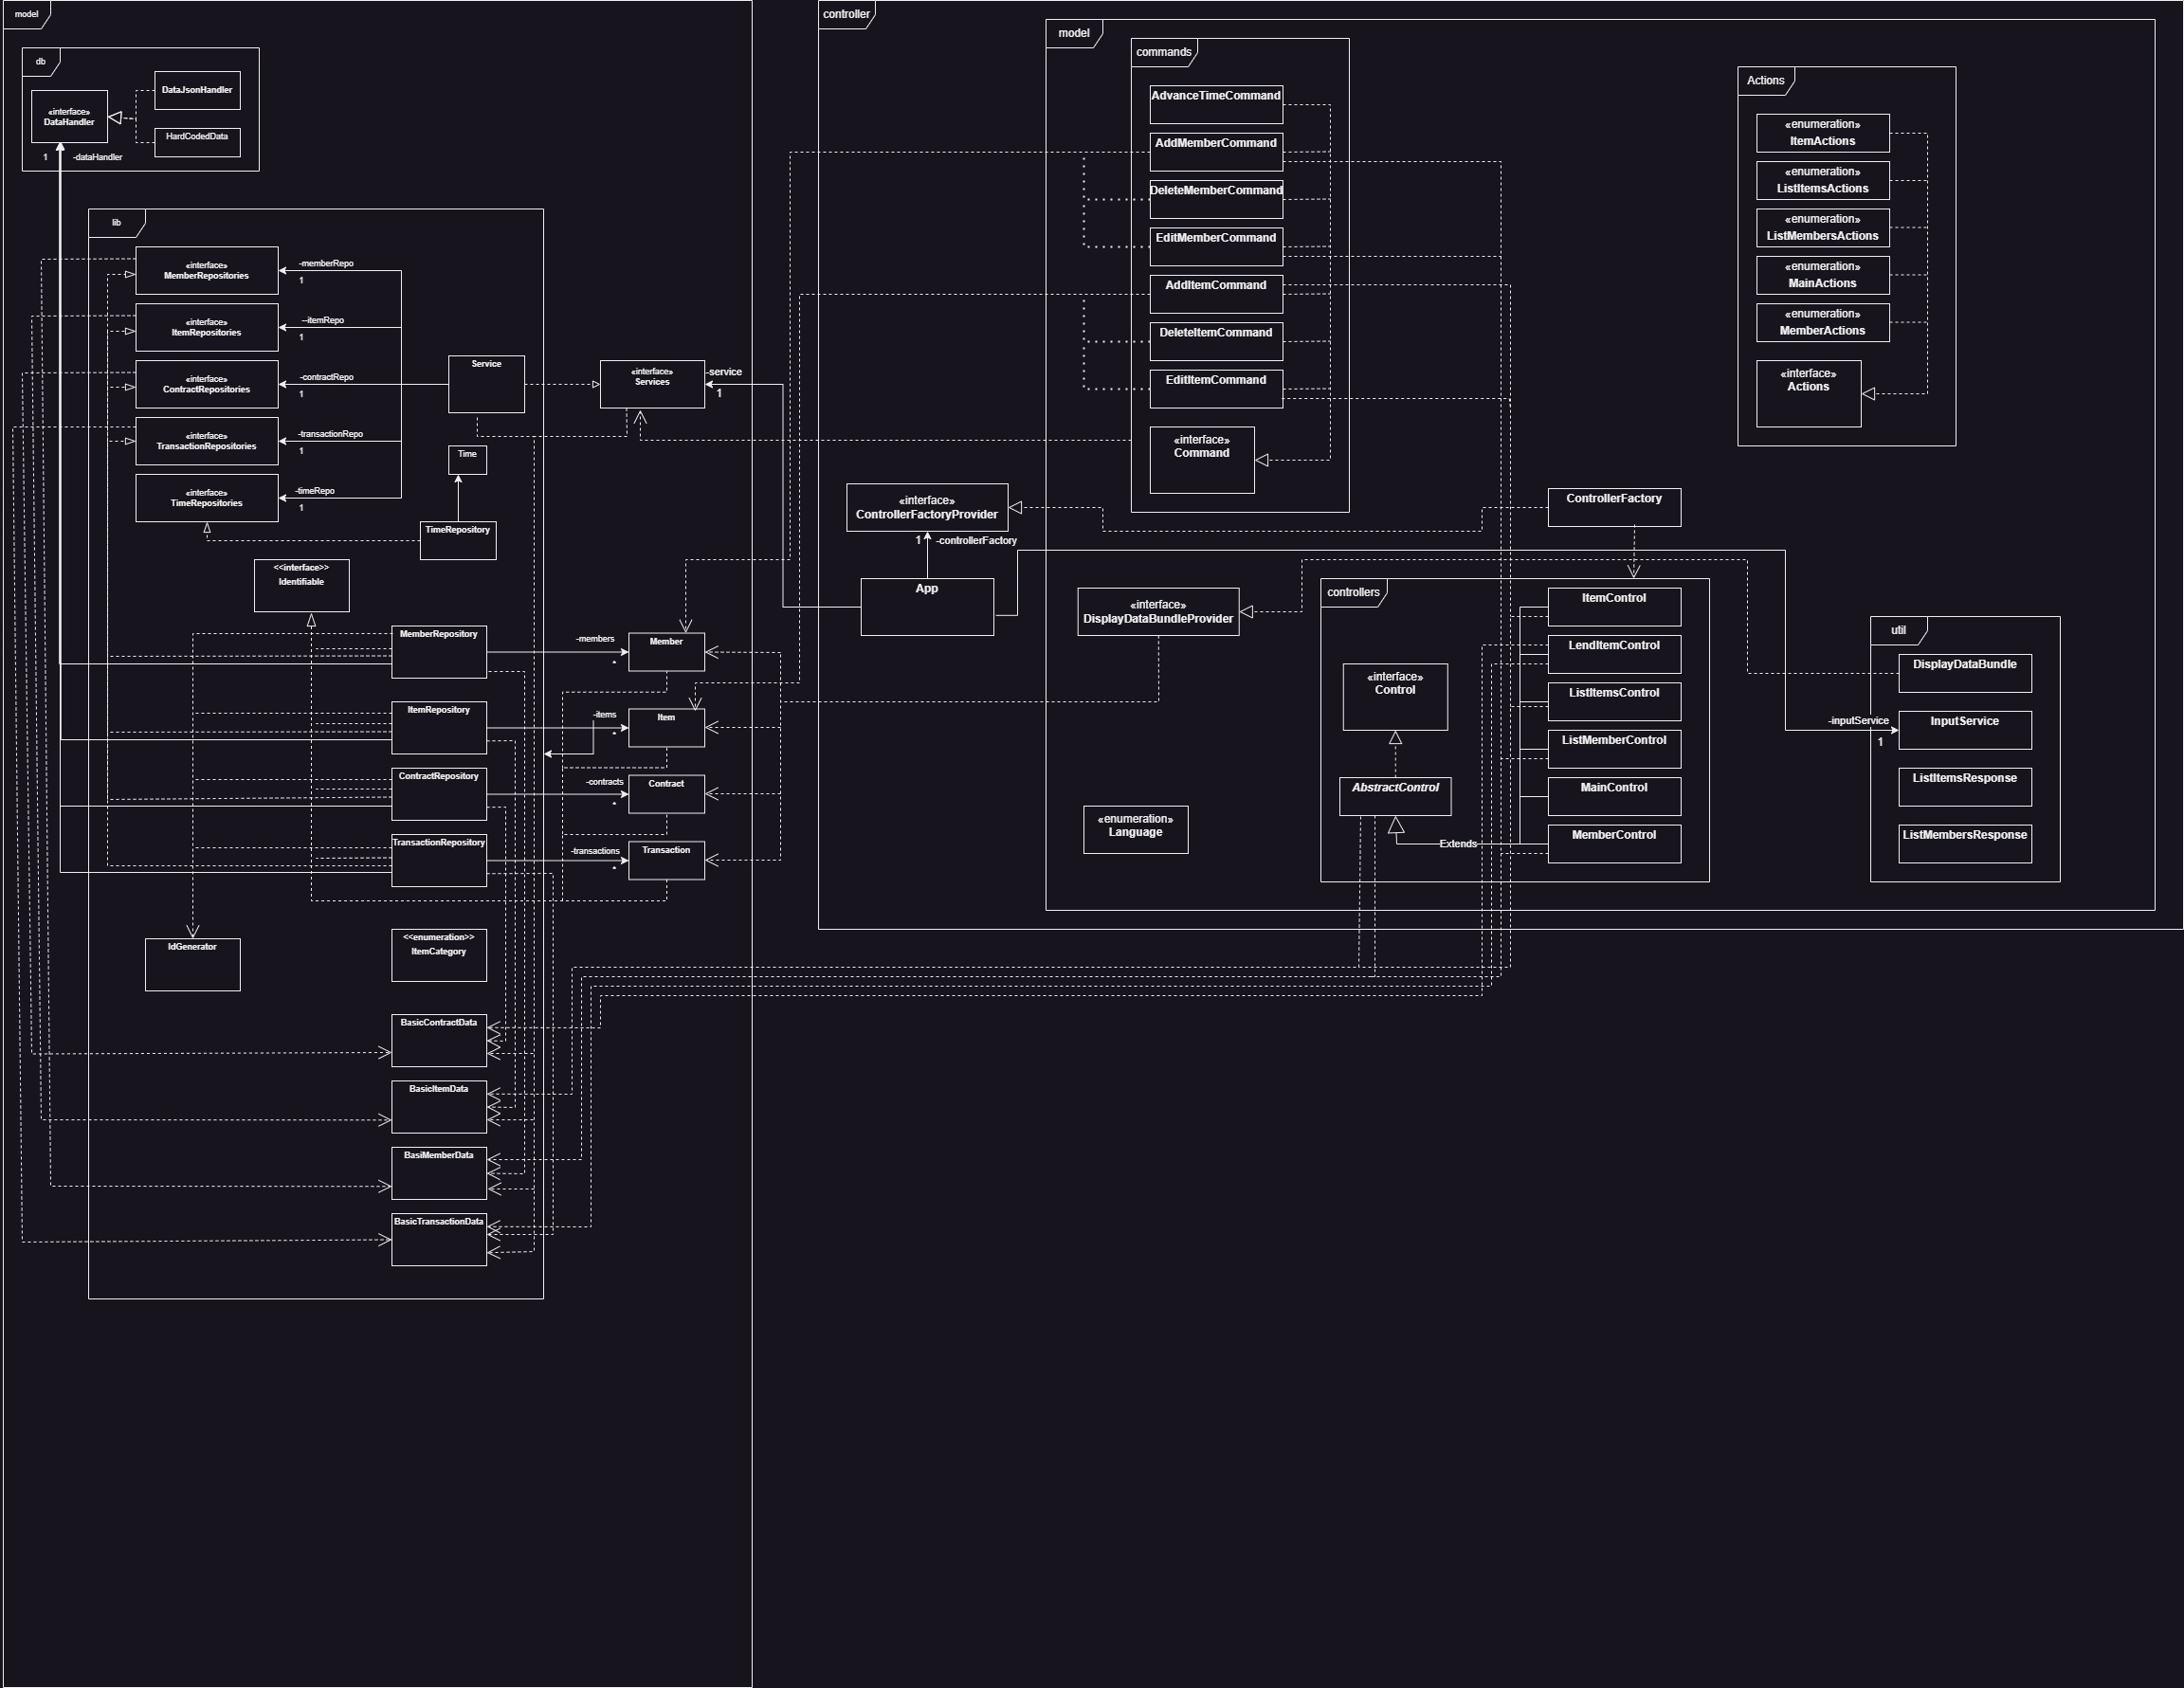 model
db
«interface»
DataHandler
DataJsonHandler
HardCodedData
1
-dataHandler
lib
«interface»
MemberRepositories
-memberRepo
1
«interface»
ItemRepositories
--itemRepo
1
«interface»
ContractRepositories
-contractRepo
1
«interface»
TransactionRepositories
-transactionRepo
1
«interface»
TimeRepositories
-timeRepo
1
Service
«interface»
Services
-service
1
Time
TimeRepository
<<interface>>
Identifiable
MemberRepository
-members
*
Member
ItemRepository
-items
*
Item
ContractRepository
-contracts
*
Contract
TransactionRepository
-transactions
*
Transaction
IdGenerator
<<enumeration>>
ItemCategory
BasicContractData
BasicItemData
BasiMemberData
BasicTransactionData
controller
model
commands
AdvanceTimeCommand
AddMemberCommand
DeleteMemberCommand
EditMemberCommand
AddItemCommand
DeleteItemCommand
EditItemCommand
«interface»
Command
Actions
«enumeration»
ItemActions
«enumeration»
ListItemsActions
«enumeration»
ListMembersActions
«enumeration»
MainActions
«enumeration»
MemberActions
«interface»
Actions
«interface»
ControllerFactoryProvider
1
-controllerFactory
App
ControllerFactory
«interface»
DisplayDataBundleProvider
«enumeration»
Language
controllers
«interface»
Control
AbstractControl
Extends
ItemControl
LendItemControl
ListItemsControl
ListMemberControl
MainControl
MemberControl
util
DisplayDataBundle
-inputService
1
InputService
ListItemsResponse
ListMembersResponse